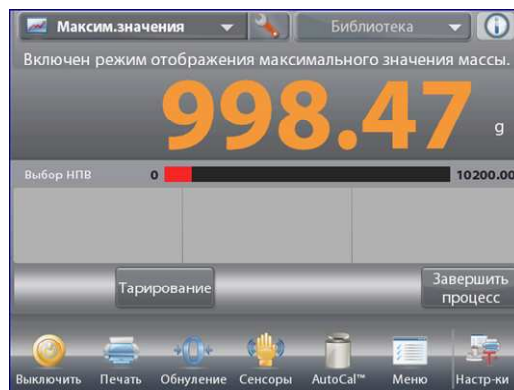 Максим.значения Библиотека
Включен режим отображения максимального значения массы.
998.47 g
Выбор НПВ 0 10200.00
Тарирование Завершить
процесс
Выключить Печать Обнуление Сенсоры AutoCal™ Меню Настр-ки